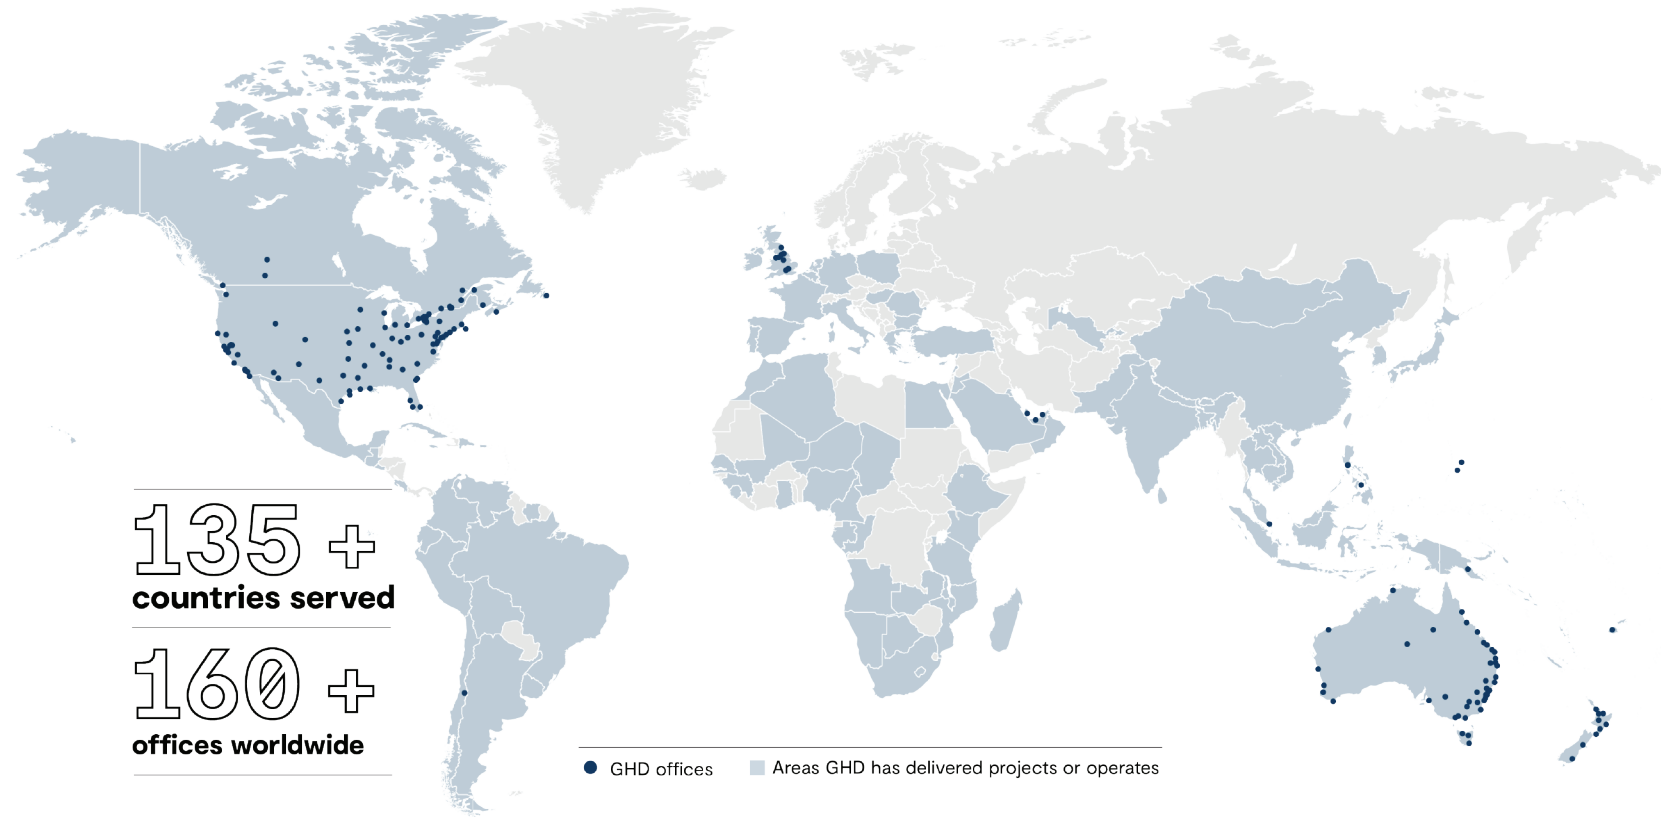 135 +
countries served
160 +
offices worldwide
GHD offices
Areas GHD has delivered projects or operates